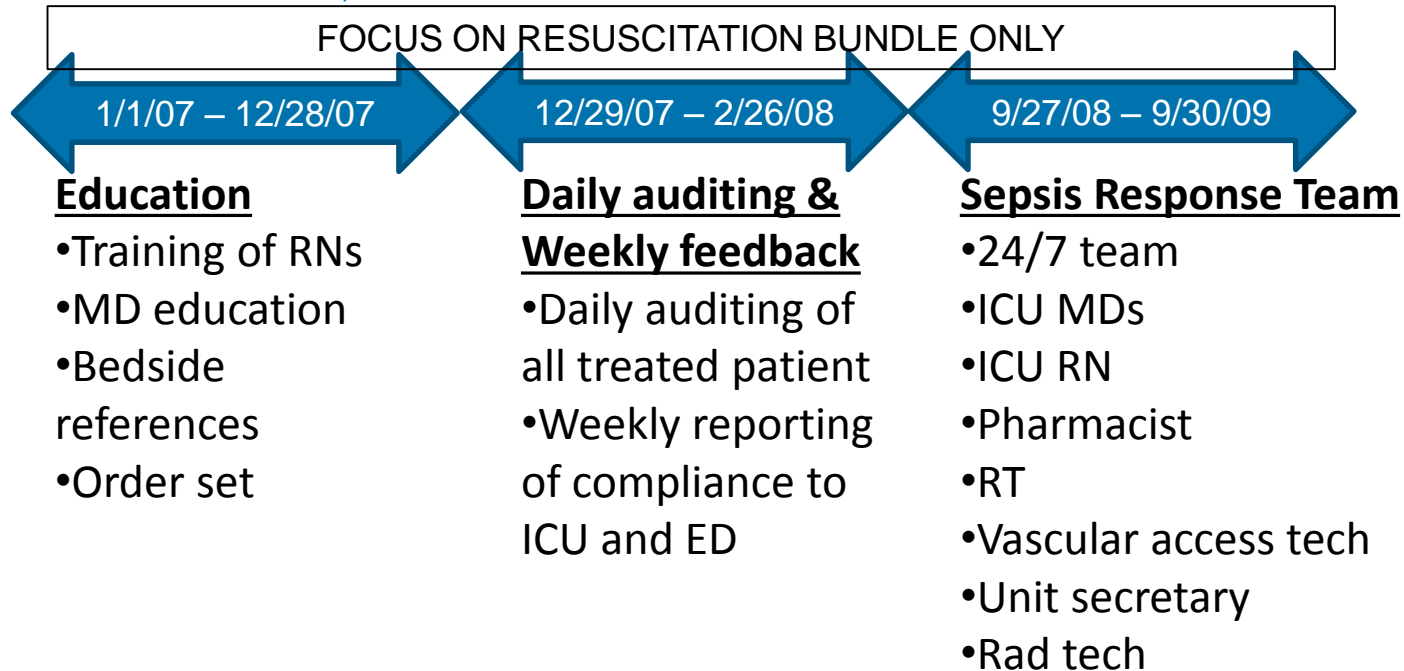 FOCUS ON RESUSCITATION BUNDLE ONLY
1/1/07 – 12/28/07
12/29/07 – 2/26/08
9/27/08 – 9/30/09
Education
•Training of RNs
•MD education
•Bedside
references
•Order set
Daily auditing &
Weekly feedback
•Daily auditing of
all treated patient
•Weekly reporting
of compliance to
ICU and ED
Sepsis Response Team
•24/7 team
•ICU MDs
•ICU RN
•Pharmacist
•RT
•Vascular access tech
•Unit secretary
•Rad tech